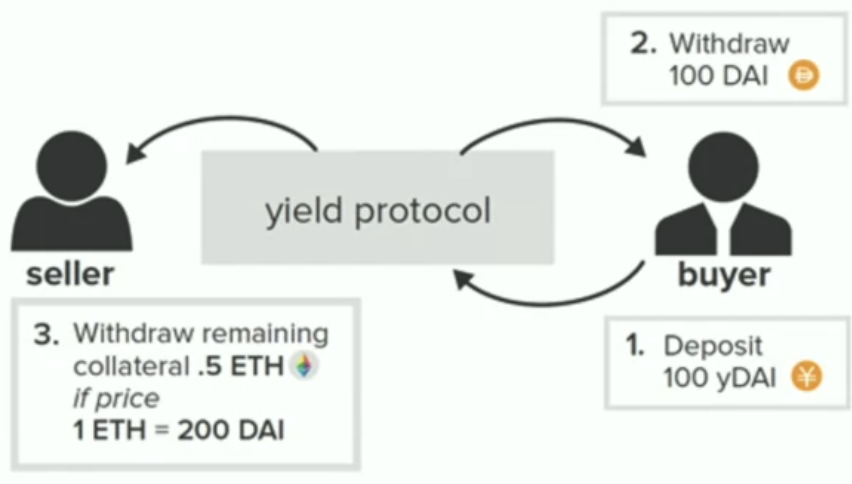 2. Withdraw
100 DAI
yield protocol
seller
buyer
3. Withdraw remaining
collateral .5 ETH
if price
1 ETH = 200 DAI
1. Deposit
100 yDAI ¥